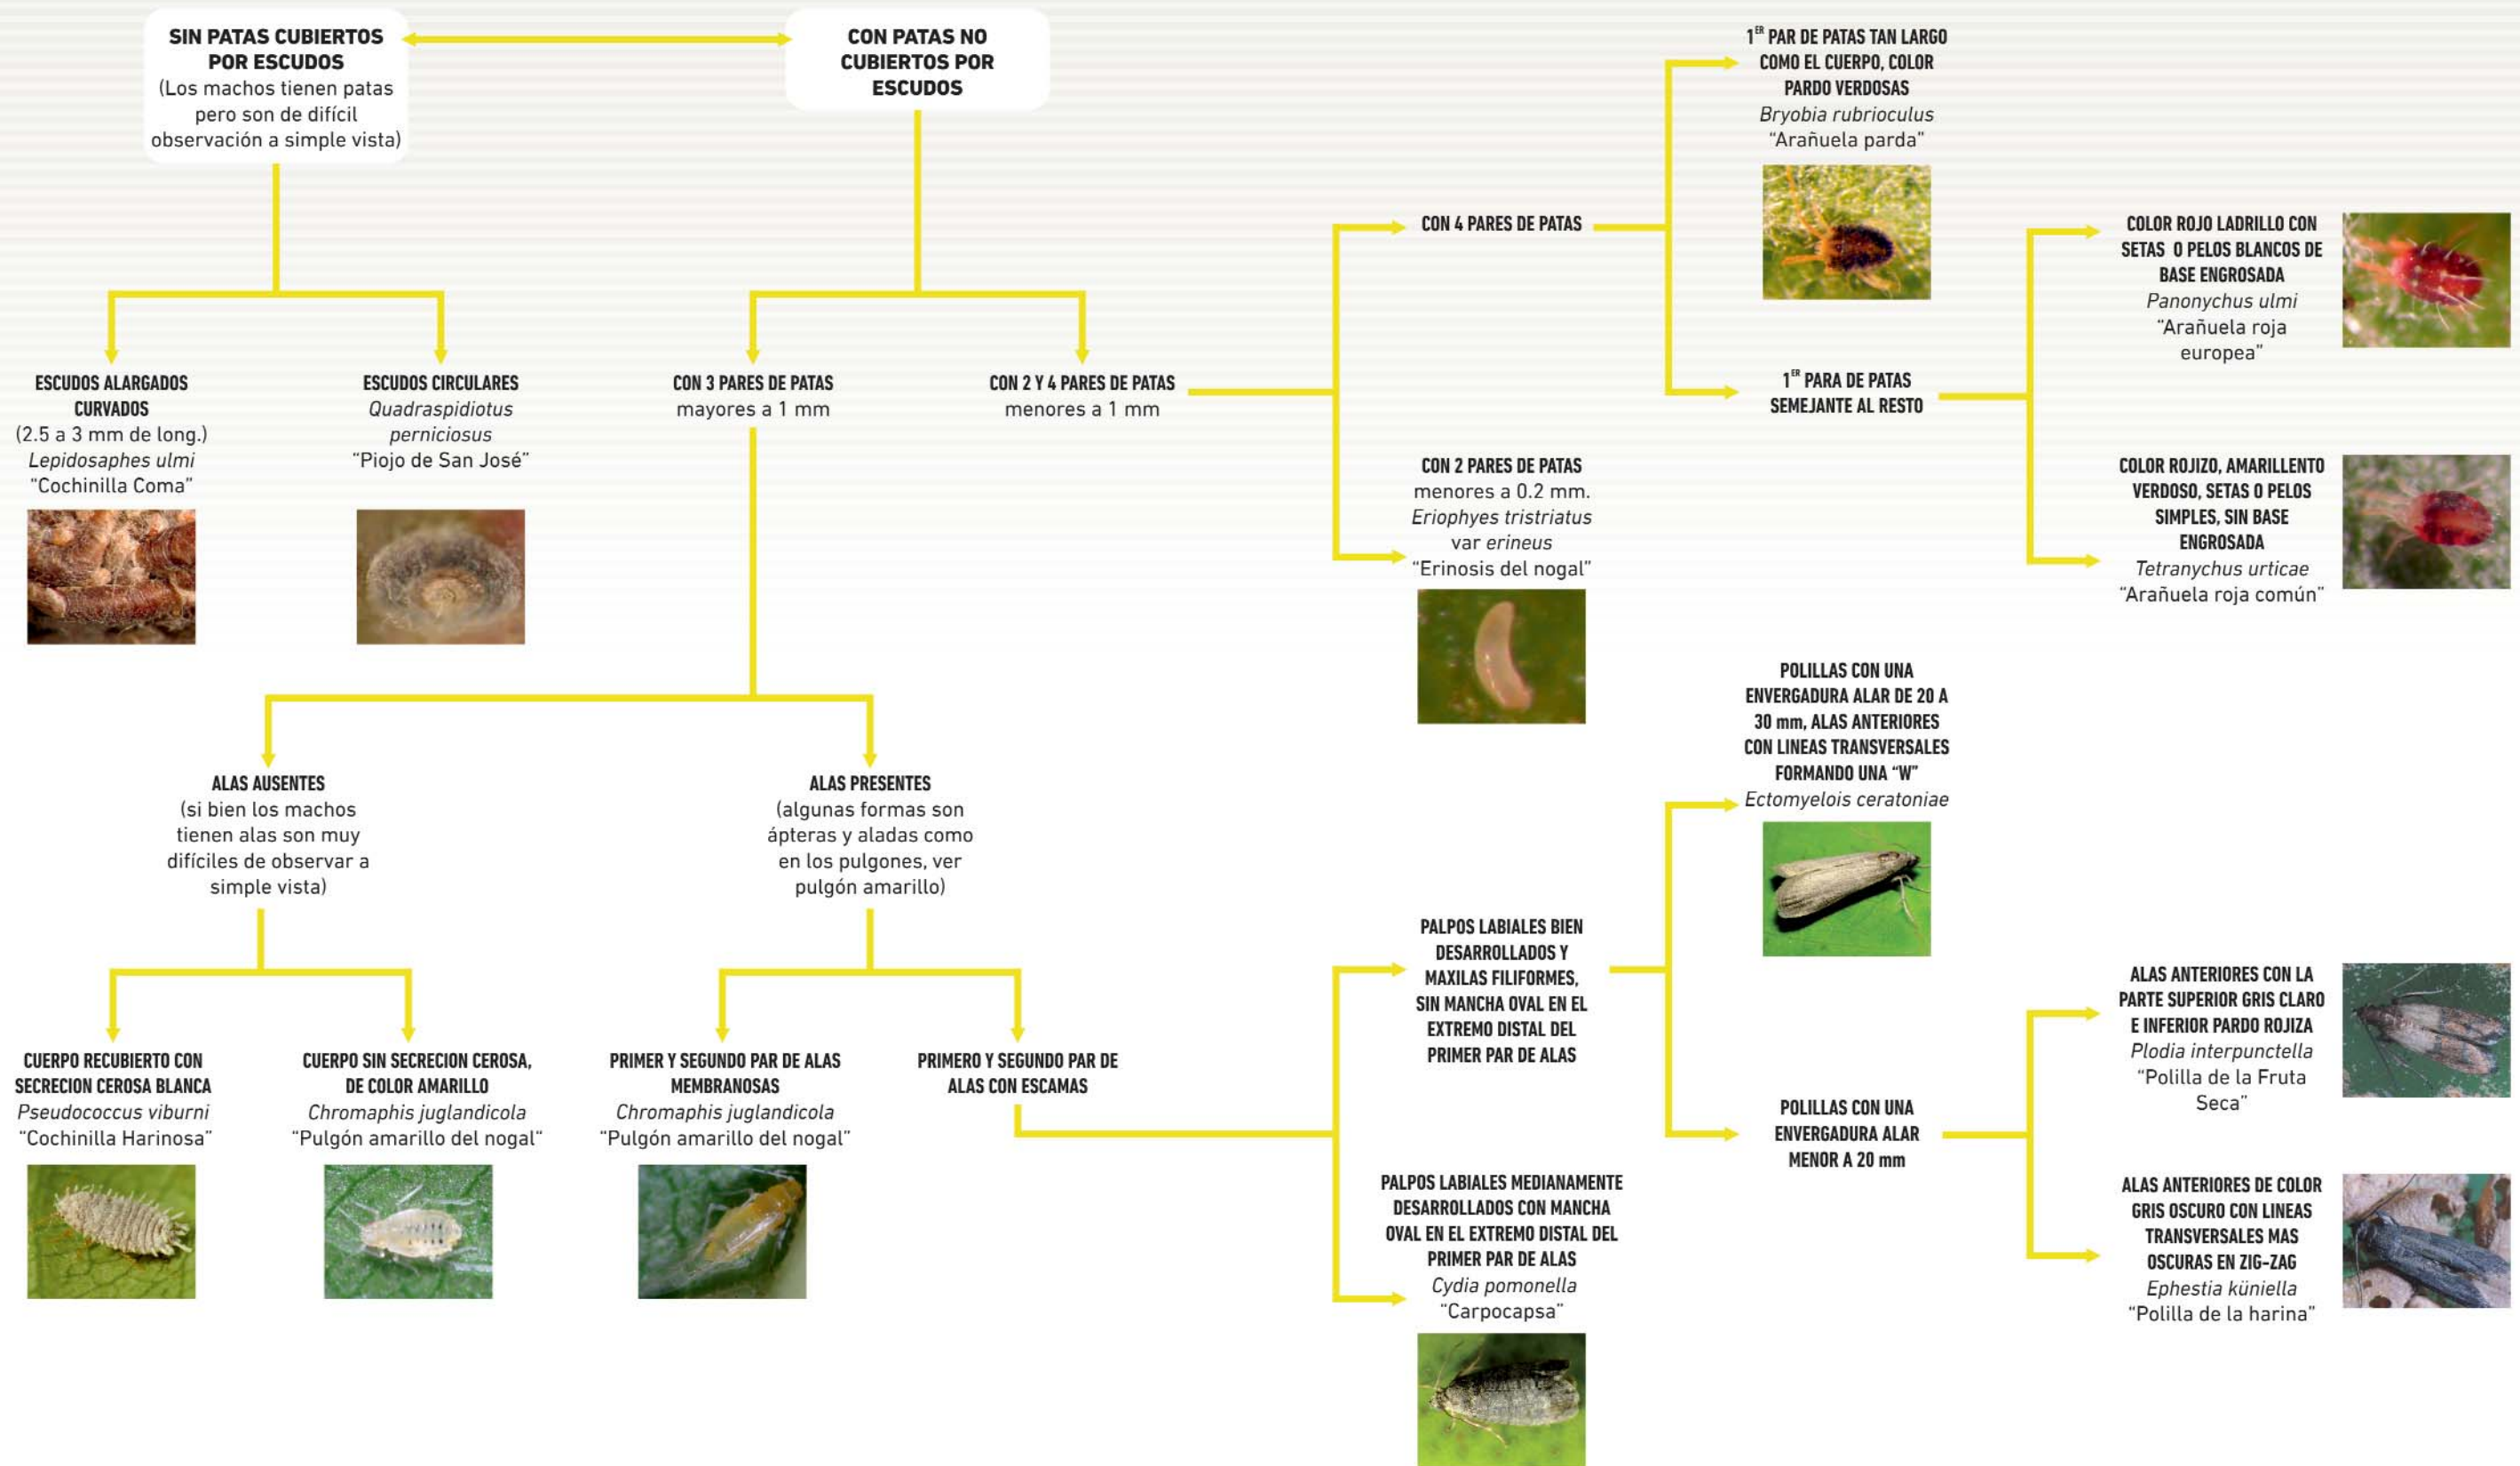 SIN PATAS CUBIERTOS
POR ESCUDOS
(Los machos tienen patas
pero son de difícil
observación a simple vista)
CON PATAS NO
CUBIERTOS POR
ESCUDOS
ESCUDOS ALARGADOS
CURVADOS
(2.5 a 3 mm de long.)
Lepidosaphes ulmi
“Cochinilla Coma”
ESCUDOS CIRCULARES
Quadraspidiotus
perniciosus
“Piojo de San José”
CON 3 PARES DE PATAS
mayores a 1 mm
CON 2 Y 4 PARES DE PATAS
menores a 1 mm
CON 4 PARES DE PATAS
1ER PAR DE PATAS TAN LARGO
COMO EL CUERPO, COLOR
PARDO VERDOSAS
Bryobia rubrioculus
“Arañuela parda”
1ER PARA DE PATAS
SEMEJANTE AL RESTO
COLOR ROJO LADRILLO CON
SETAS O PELOS BLANCOS DE
BASE ENGROSADA
Panonychus ulmi
“Arañuela roja
europea”
COLOR ROJIZO, AMARILLENTO
VERDOSO, SETAS O PELOS
SIMPLES, SIN BASE
ENGROSADA
Tetranychus urticae
“Arañuela roja común”
CON 2 PARES DE PATAS
menores a 0.2 mm.
Eriophyes tristriatus
var erineus
“Erinosis del nogal”
ALAS AUSENTES
(si bien los machos
tienen alas son muy
difíciles de observar a
simple vista)
ALAS PRESENTES
(algunas formas son
ápteras y aladas como
en los pulgones, ver
pulgón amarillo)
CUERPO RECUBIERTO CON
SECRECION CEROSA BLANCA
Pseudococcus viburni
“Cochinilla Harinosa”
CUERPO SIN SECRECION CEROSA,
DE COLOR AMARILLO
Chromaphis juglandicola
“Pulgón amarillo del nogal“
PRIMER Y SEGUNDO PAR DE ALAS
MEMBRANOSAS
Chromaphis juglandicola
“Pulgón amarillo del nogal”
PRIMERO Y SEGUNDO PAR DE
ALAS CON ESCAMAS
PALPOS LABIALES BIEN
DESARROLLADOS Y
MAXILAS FILIFORMES,
SIN MANCHA OVAL EN EL
EXTREMO DISTAL DEL
PRIMER PAR DE ALAS
POLILLAS CON UNA
ENVERGADURA ALAR DE 20 A
30 mm, ALAS ANTERIORES
CON LINEAS TRANSVERSALES
FORMANDO UNA “W”
Ectomyelois ceratoniae
POLILLAS CON UNA
ENVERGADURA ALAR
MENOR A 20 mm
ALAS ANTERIORES CON LA
PARTE SUPERIOR GRIS CLARO
E INFERIOR PARDO ROJIZA
Plodia interpunctella
“Polilla de la Fruta
Seca”
ALAS ANTERIORES DE COLOR
GRIS OSCURO CON LINEAS
TRANSVERSALES MAS
OSCURAS EN ZIG-ZAG
Ephestia küniella
“Polilla de la harina”
PALPOS LABIALES MEDIANAMENTE
DESARROLLADOS CON MANCHA
OVAL EN EL EXTREMO DISTAL DEL
PRIMER PAR DE ALAS
Cydia pomonella
“Carpocapsa”